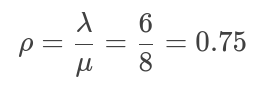 ρ = λ/μ = 6/8 = 0.75